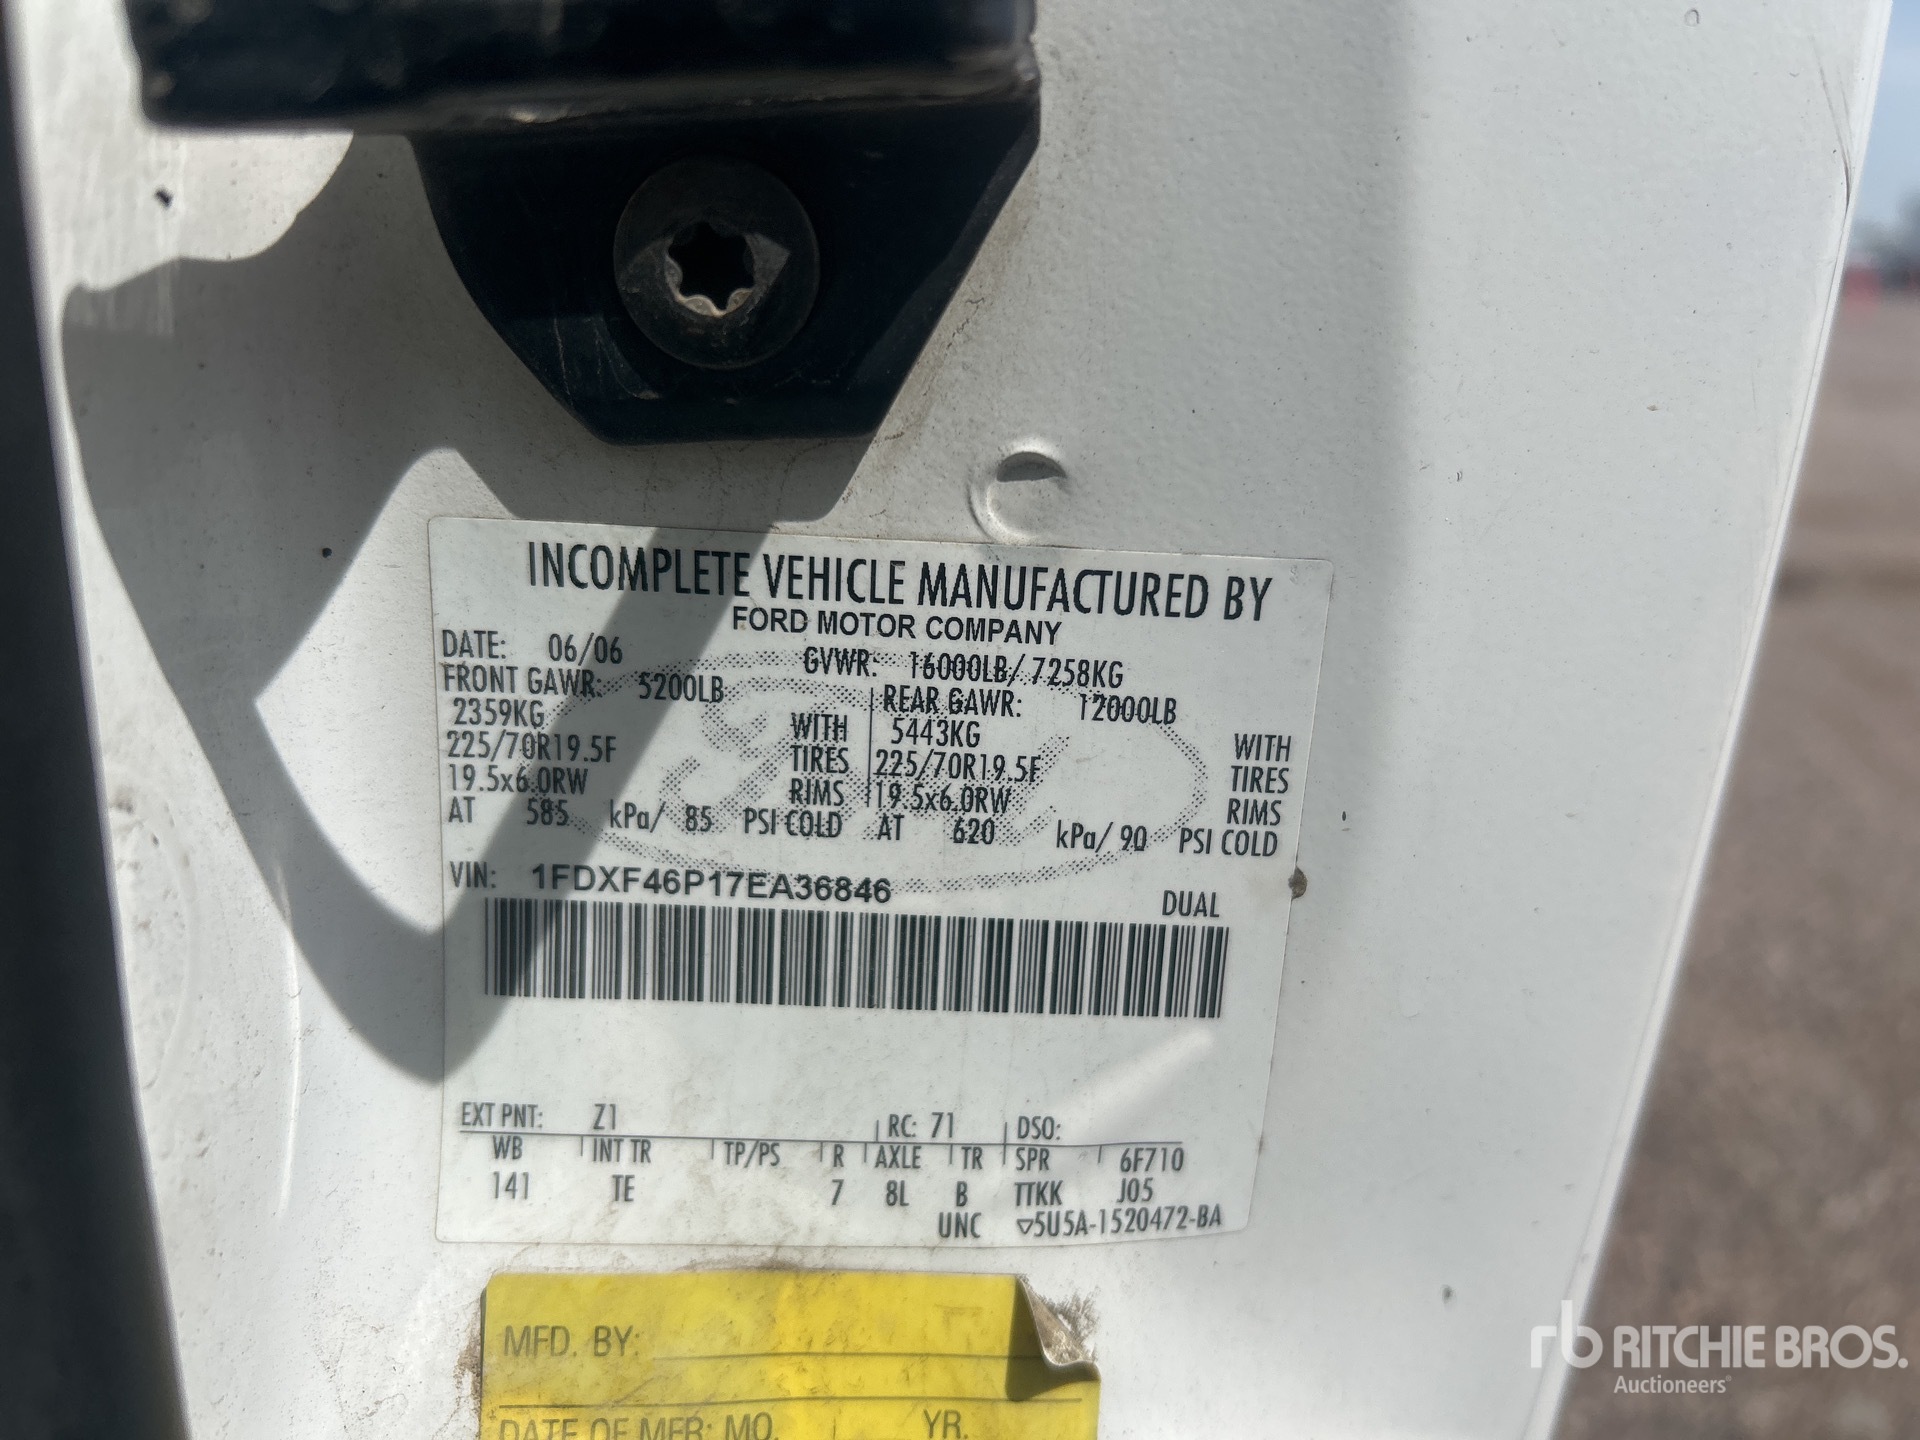 INCOMPLETE VEHICLE MANUFACTURED BY
FORD MOTOR COMPANY
DATE: 06/06 GVWR: 16000LB/ 7258KG
FRONT GAWR: 5200LB REAR GAWR: 12000LB
2359KG WITH 5443KG WITH
225/70R19.5F TIRES 225/70R19.5F TIRES
19.5x6.0RW RIMS 19.5x6.0RW RIMS
AT 585 kPa/ 85 PSI COLD AT 620 kPa/ 90 PSI COLD
VIN: 1FDXF46P17EA36846 DUAL
EXT PNT: Z1 RC: 71 DSO:
WB INT TR TP/PS R AXLE TR SPR 6F710
141 TE 7 8L B TTKK J05
UNC ▽5U5A-1520472-BA
MFD. BY:
DATE OF MFR: MO. YR.
rb RITCHIE BROS.
Auctioneers